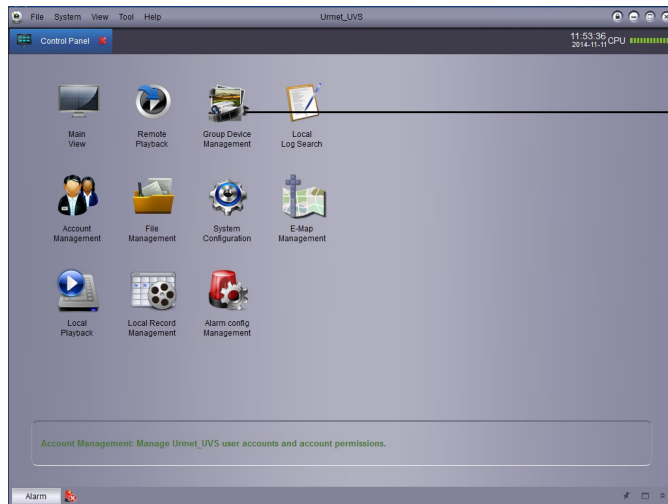 File System View Tool Help Urmet_UVS
Control Panel 11:53:36
2014-11-11 CPU
Main
View
Remote
Playback
Group Device
Management
Local
Log Search
Account
Management
File
Management
System
Configuration
E-Map
Management
Local
Playback
Local Record
Management
Alarm config
Management
Account Management: Manage Urmet_UVS user accounts and account permissions.
Alarm